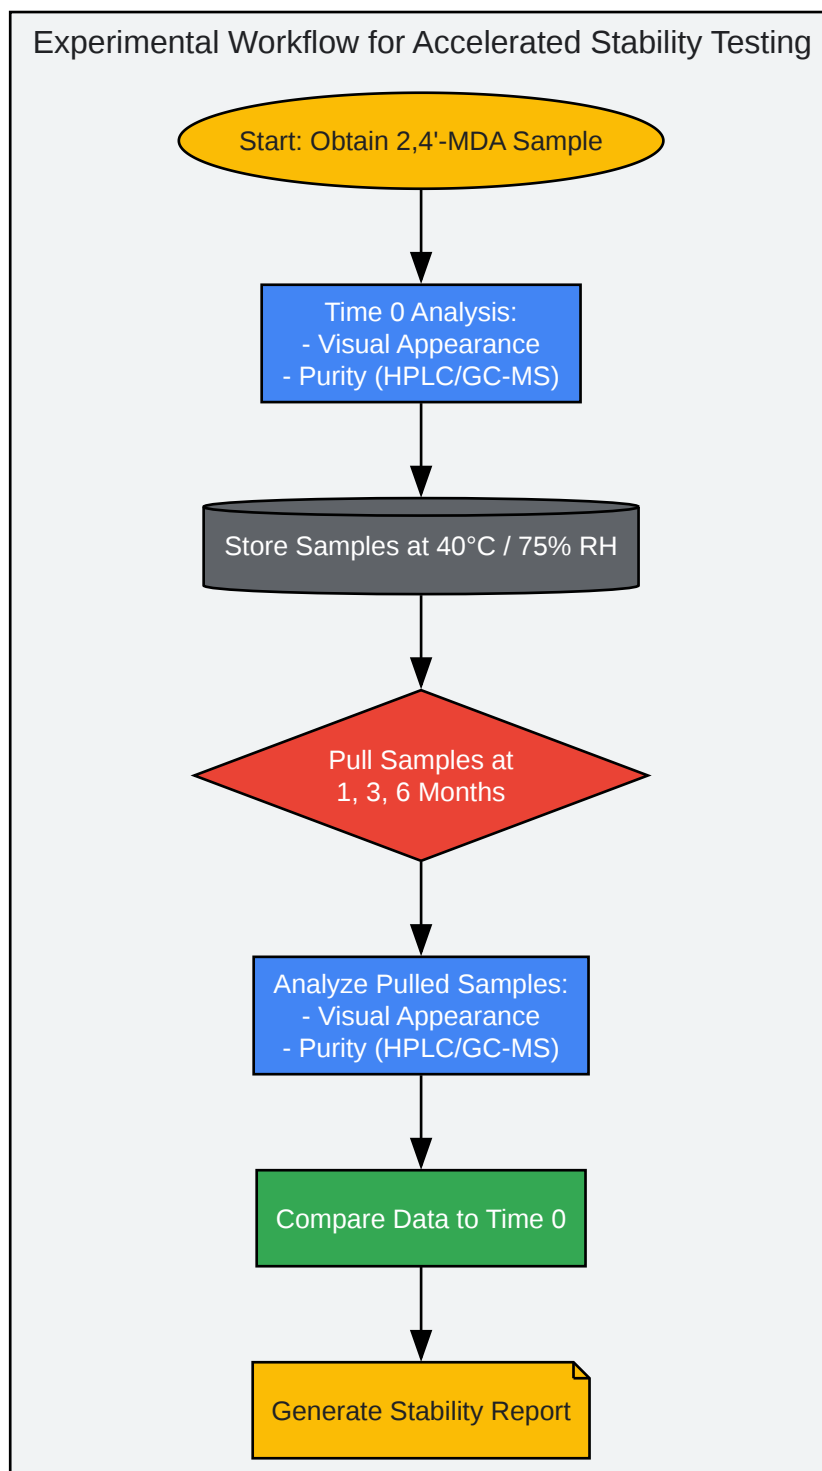 Experimental Workflow for Accelerated Stability Testing
Start: Obtain 2,4'-MDA Sample
Time 0 Analysis:
- Visual Appearance
- Purity (HPLC/GC-MS)
Store Samples at 40°C / 75% RH
Pull Samples at
1, 3, 6 Months
Analyze Pulled Samples:
- Visual Appearance
- Purity (HPLC/GC-MS)
Compare Data to Time 0
Generate Stability Report